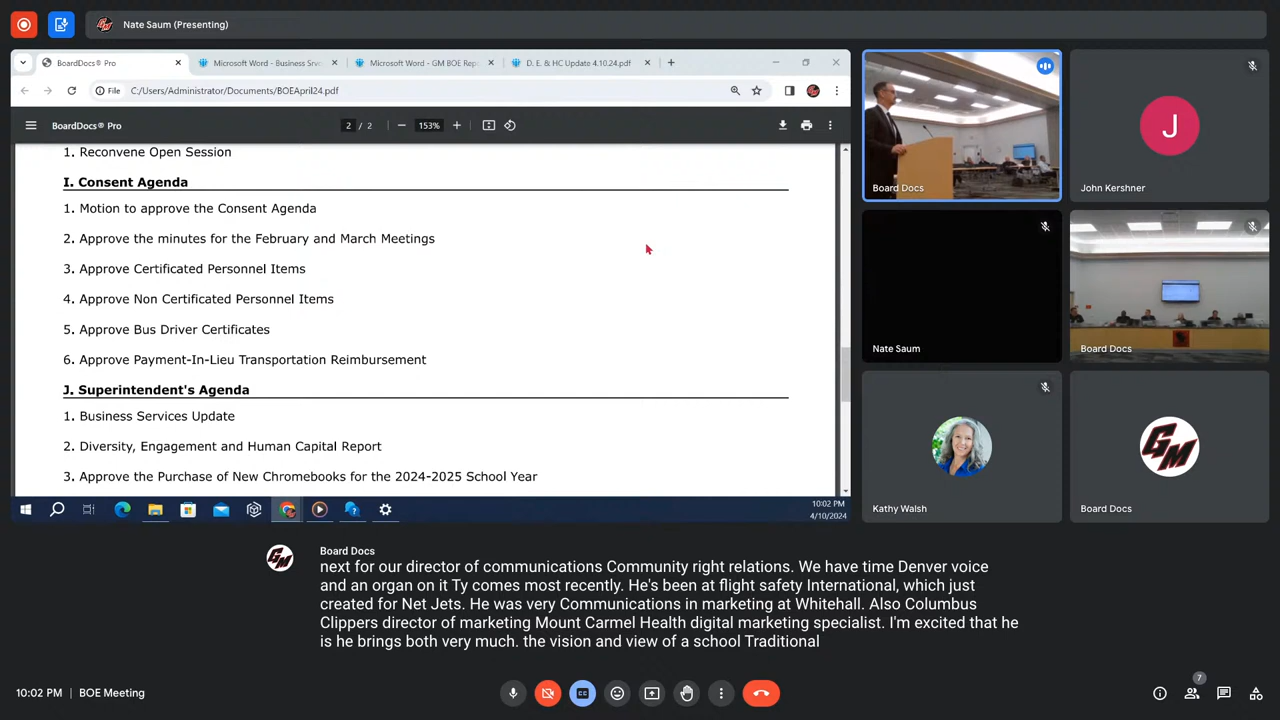 Nate Saum (Presenting)
BoardDocs® Pro
Microsoft Word - Business Srv
Microsoft Word - GM BOE Rep
D. E. & HC Update 4.10.24.pdf
File
C:/Users/Administrator/Documents/BOEApril24.pdf
BoardDocs® Pro
2 / 2
153%
1. Reconvene Open Session
I. Consent Agenda
1. Motion to approve the Consent Agenda
2. Approve the minutes for the February and March Meetings
3. Approve Certificated Personnel Items
4. Approve Non Certificated Personnel Items
5. Approve Bus Driver Certificates
6. Approve Payment-In-Lieu Transportation Reimbursement
J. Superintendent's Agenda
1. Business Services Update
2. Diversity, Engagement and Human Capital Report
3. Approve the Purchase of New Chromebooks for the 2024-2025 School Year
10:02 PM
4/10/2024
Board Docs
J
John Kershner
Nate Saum
Board Docs
Kathy Walsh
GM
Board Docs
GM
Board Docs
next for our director of communications Community right relations. We have time Denver voice
and an organ on it Ty comes most recently. He's been at flight safety International, which just
created for Net Jets. He was very Communications in marketing at Whitehall. Also Columbus
Clippers director of marketing Mount Carmel Health digital marketing specialist. I'm excited that he
is he brings both very much. the vision and view of a school Traditional
10:02 PM
BOE Meeting
CC
7